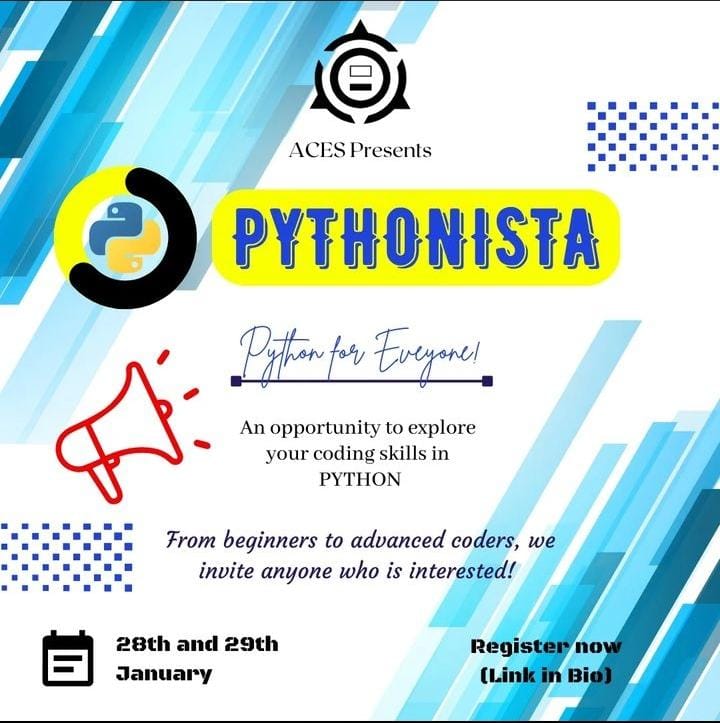 ACES Presents
PYTHONISTA
Python for Eveyone!
An opportunity to explore
your coding skills in
PYTHON
From beginners to advanced coders, we
invite anyone who is interested!
28th and 29th
January
Register now
(Link in Bio)